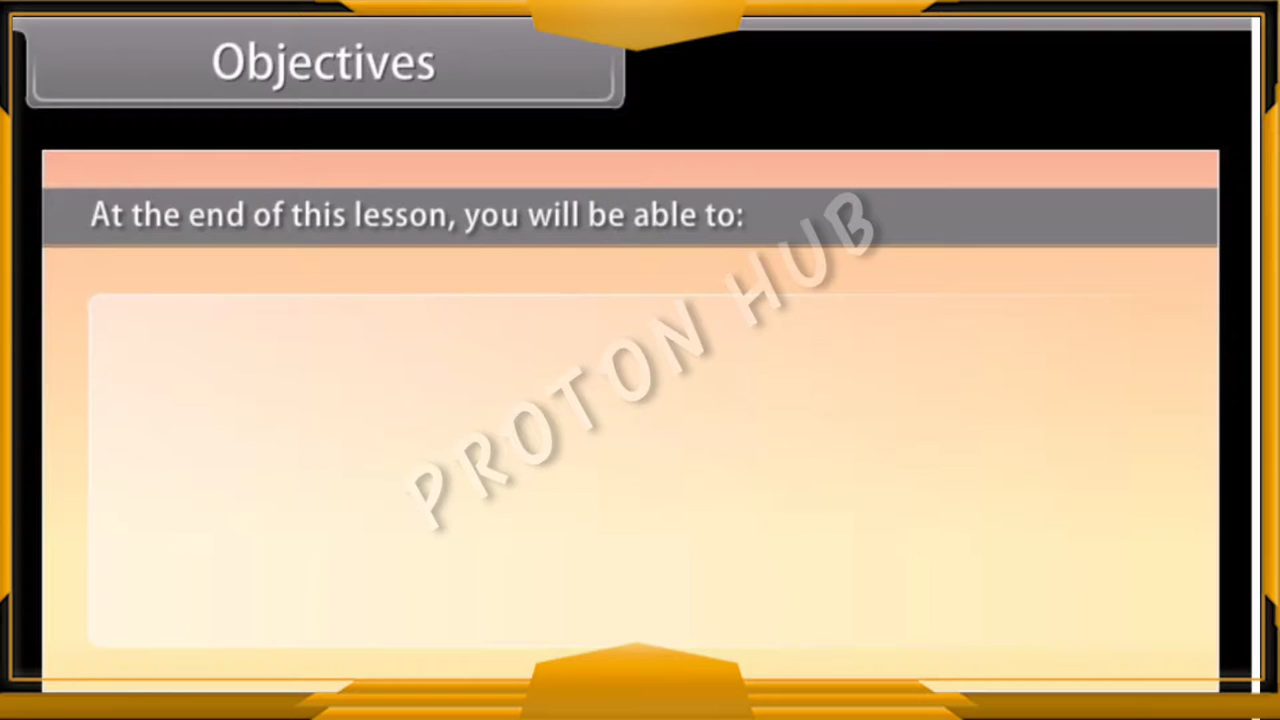 Objectives
At the end of this lesson, you will be able to:
PROTON HUB